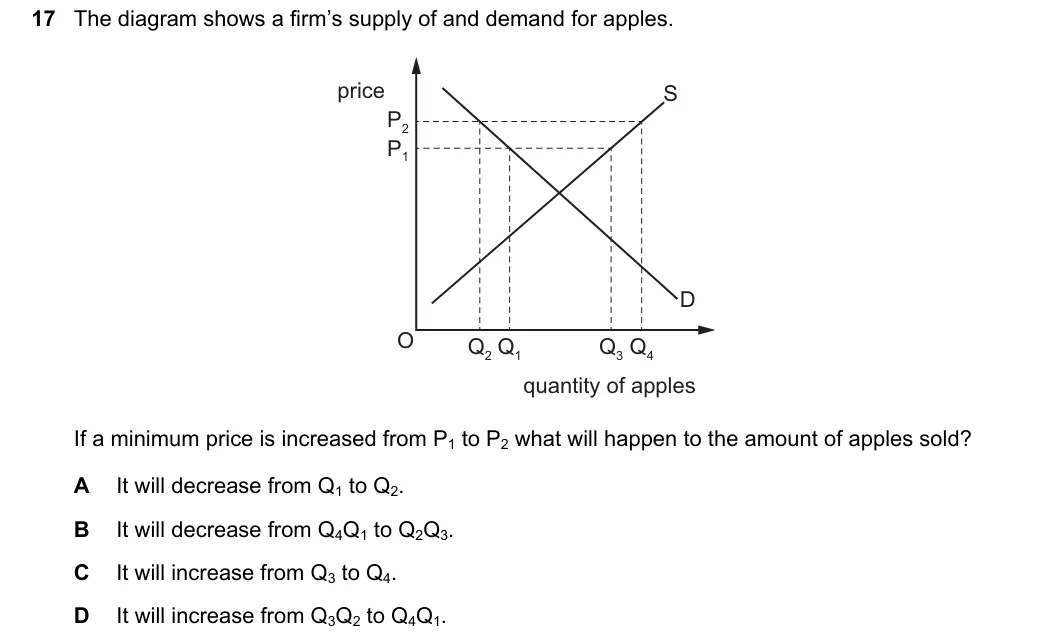 17 The diagram shows a firm’s supply of and demand for apples.
price
S
P₂
P₁
D
O
Q₂ Q₁ Q₃ Q₄
quantity of apples
If a minimum price is increased from P₁ to P₂ what will happen to the amount of apples sold?
A It will decrease from Q₁ to Q₂.
B It will decrease from Q₄Q₁ to Q₂Q₃.
C It will increase from Q₃ to Q₄.
D It will increase from Q₃Q₂ to Q₄Q₁.